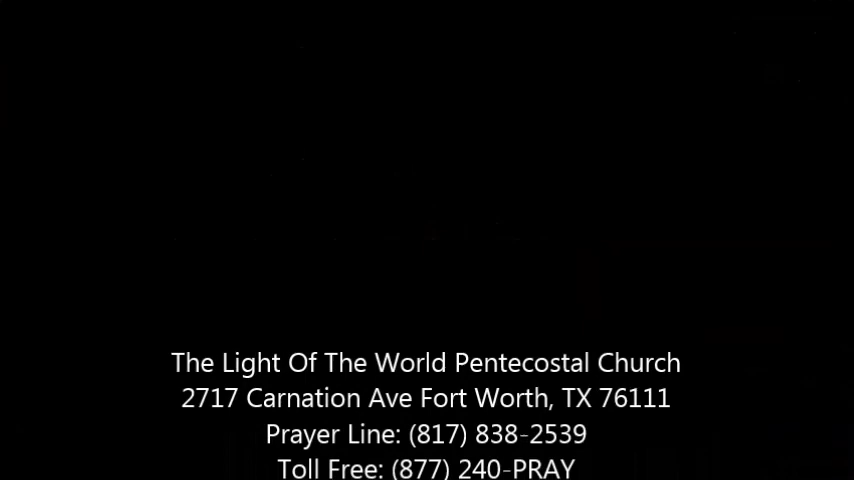 The Light Of The World Pentecostal Church
2717 Carnation Ave Fort Worth, TX 76111
Prayer Line: (817) 838-2539
Toll Free: (877) 240-PRAY